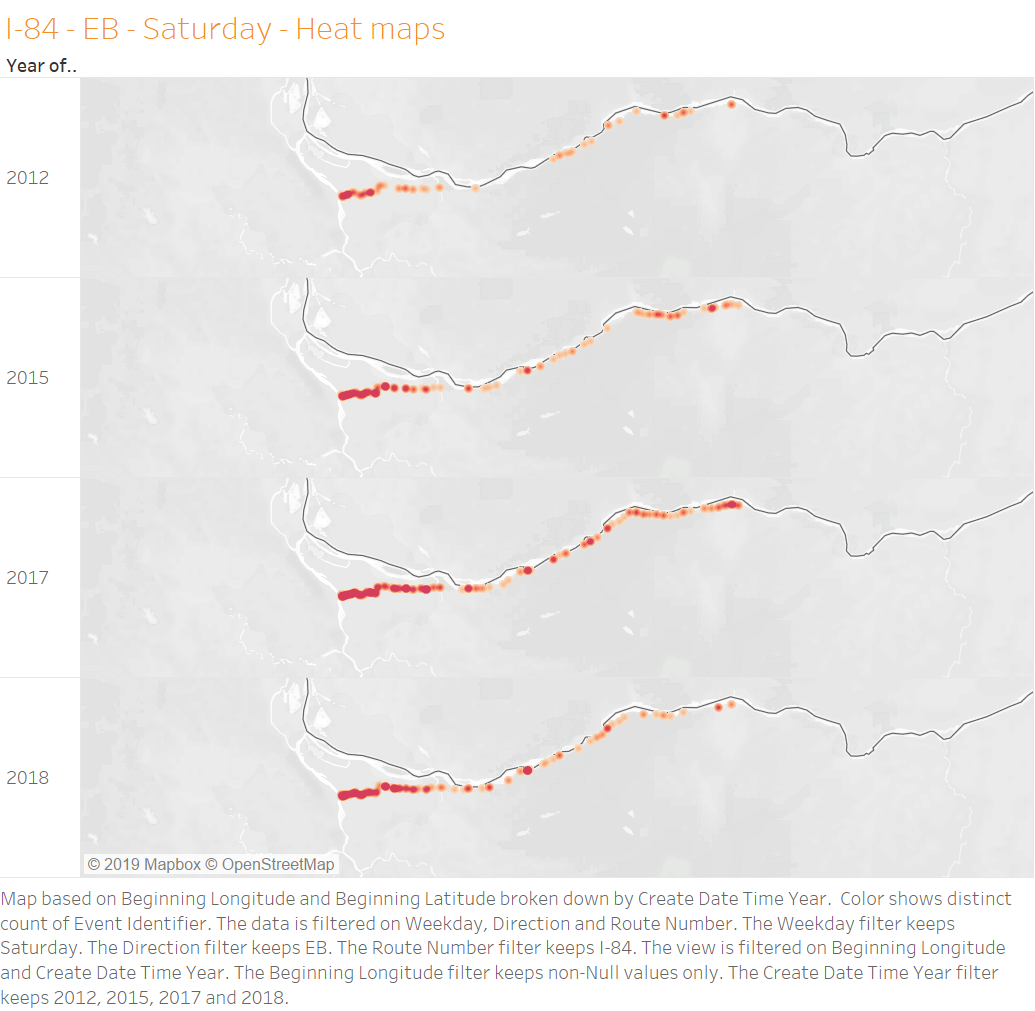 I-84 - EB - Saturday - Heat maps
Year of..
2012
2015
2017
2018
© 2019 Mapbox © OpenStreetMap
Map based on Beginning Longitude and Beginning Latitude broken down by Create Date Time Year.  Color shows distinct
count of Event Identifier. The data is filtered on Weekday, Direction and Route Number. The Weekday filter keeps
Saturday. The Direction filter keeps EB. The Route Number filter keeps I-84. The view is filtered on Beginning Longitude
and Create Date Time Year. The Beginning Longitude filter keeps non-Null values only. The Create Date Time Year filter
keeps 2012, 2015, 2017 and 2018.